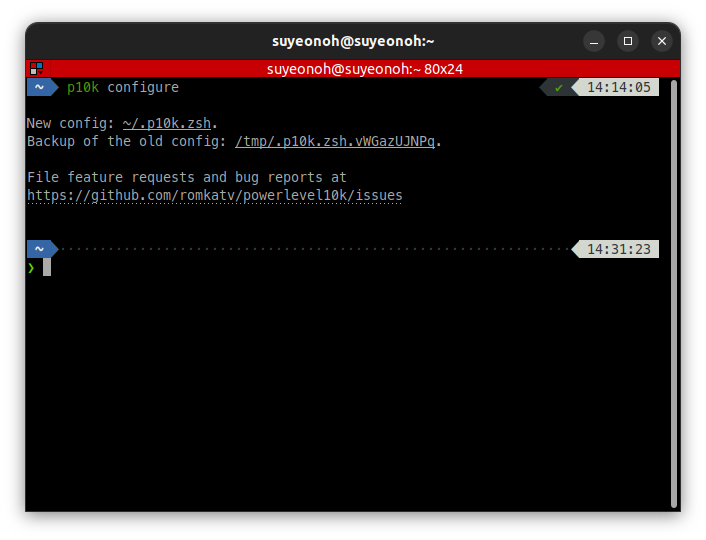 suyeonoh@suyeonoh:~
suyeonoh@suyeonoh:~ 80x24
~ p10k configure ✔ 14:14:05
New config: ~/.p10k.zsh.
Backup of the old config: /tmp/.p10k.zsh.vWGazUJNPq.
File feature requests and bug reports at
https://github.com/romkatv/powerlevel10k/issues
~ 14:31:23
❯